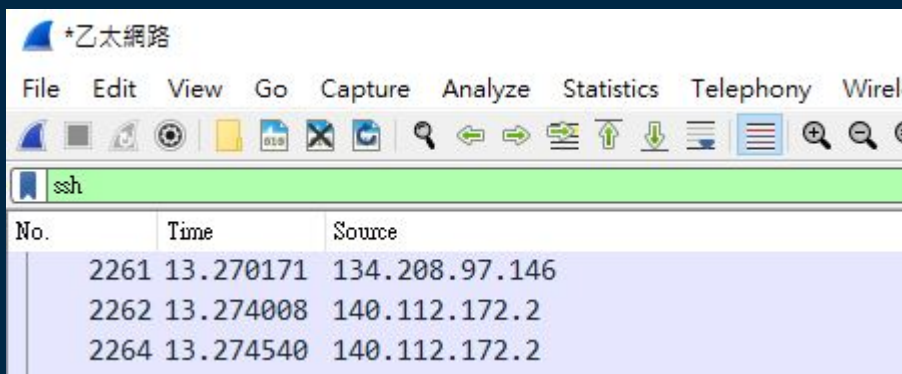 *乙太網路
File Edit View Go Capture Analyze Statistics Telephony
ssh
No. Time Source
2261 13.270171 134.208.97.146
2262 13.274008 140.112.172.2
2264 13.274540 140.112.172.2